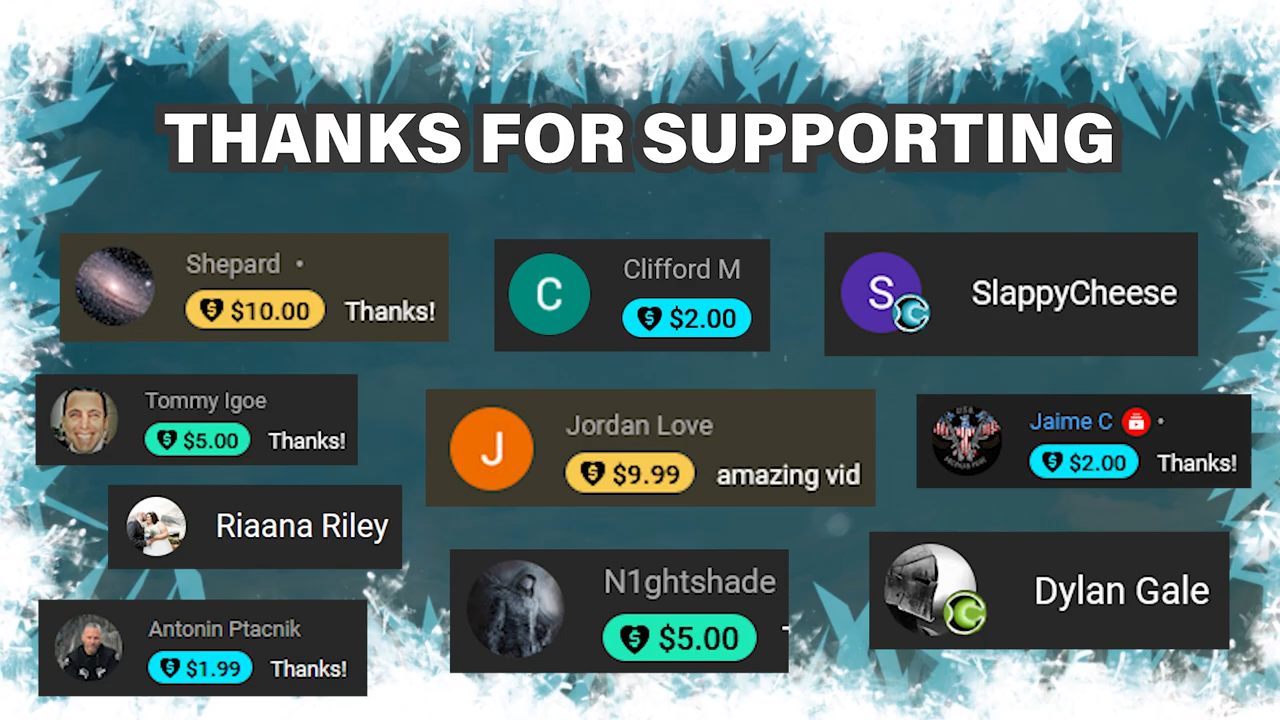 THANKS FOR SUPPORTING
Shepard •
$10.00 Thanks!
Clifford M
$2.00
SlappyCheese
Tommy Igoe
$5.00 Thanks!
Jordan Love
$9.99 amazing vid
Jaime C •
$2.00 Thanks!
Riaana Riley
N1ghtshade
$5.00
Dylan Gale
Antonin Ptacnik
$1.99 Thanks!
C
S
J